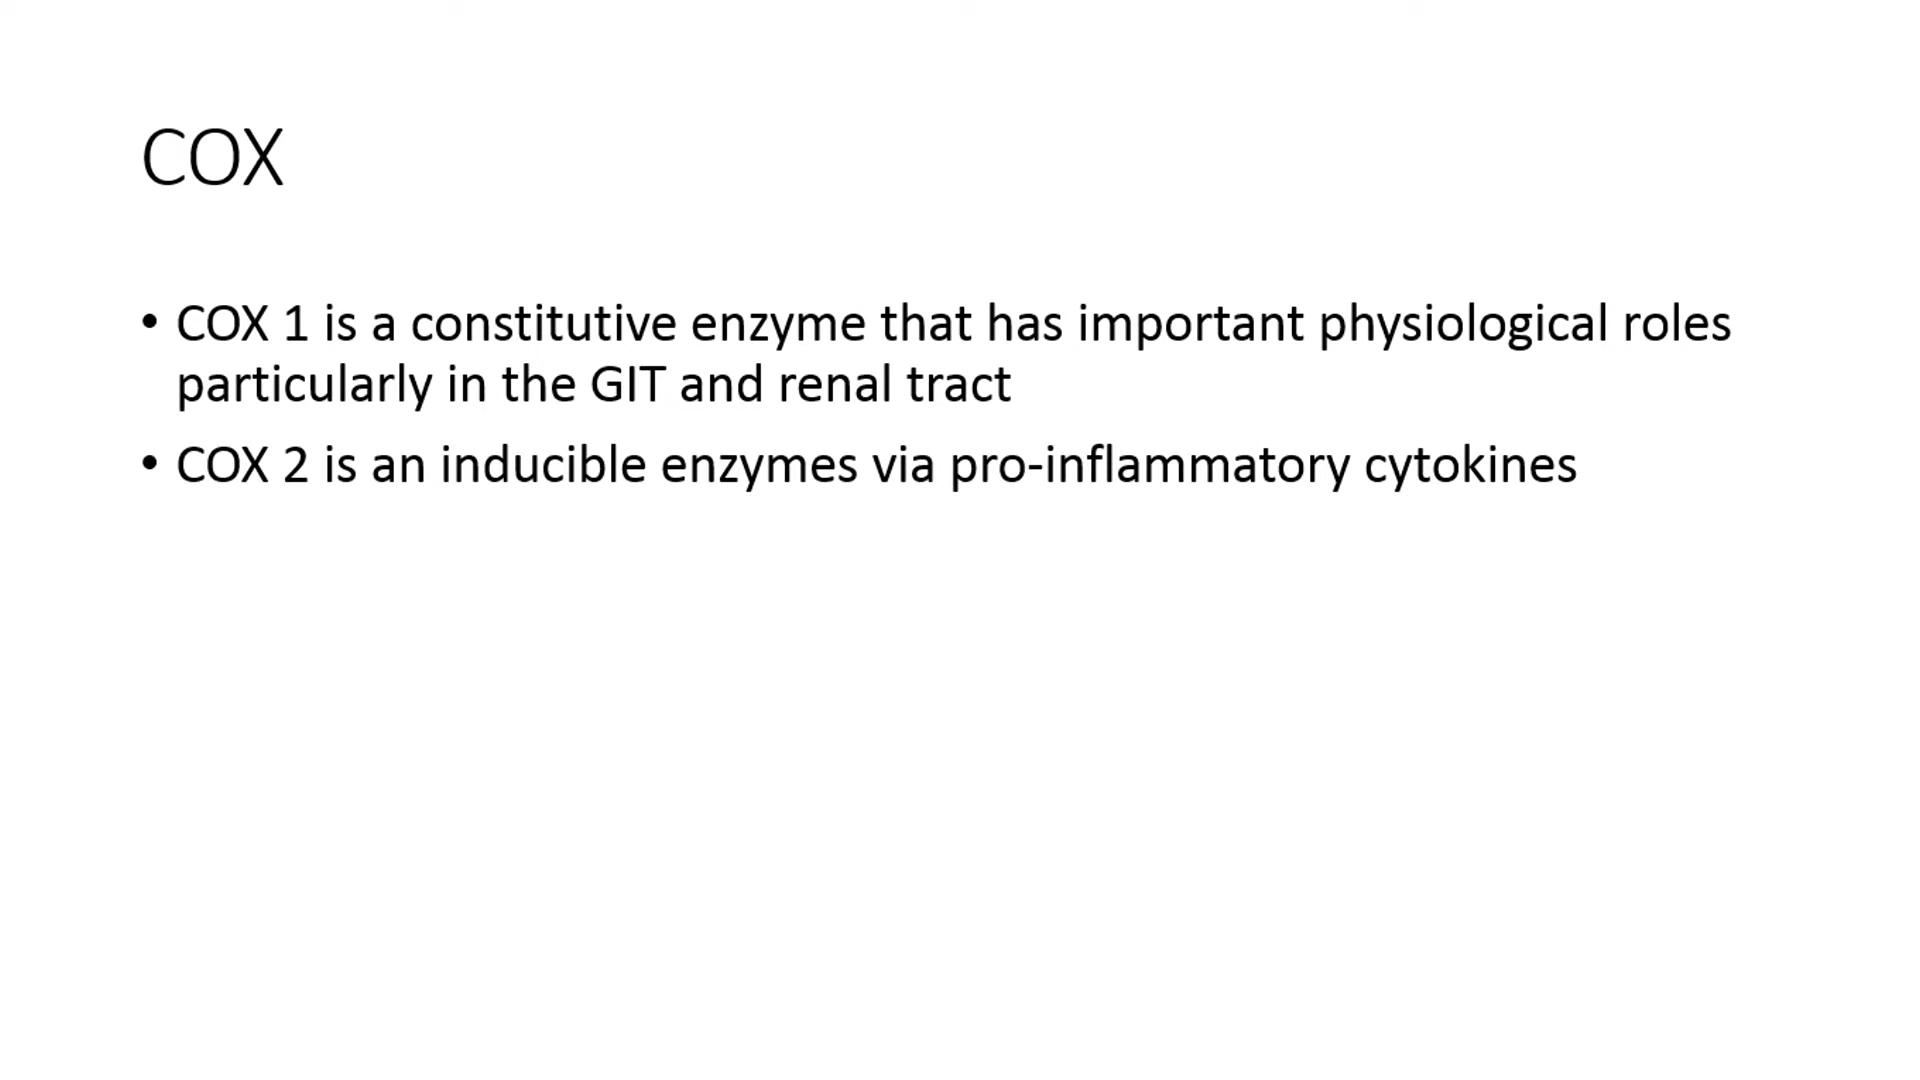 COX
• COX 1 is a constitutive enzyme that has important physiological roles
particularly in the GIT and renal tract
• COX 2 is an inducible enzymes via pro-inflammatory cytokines